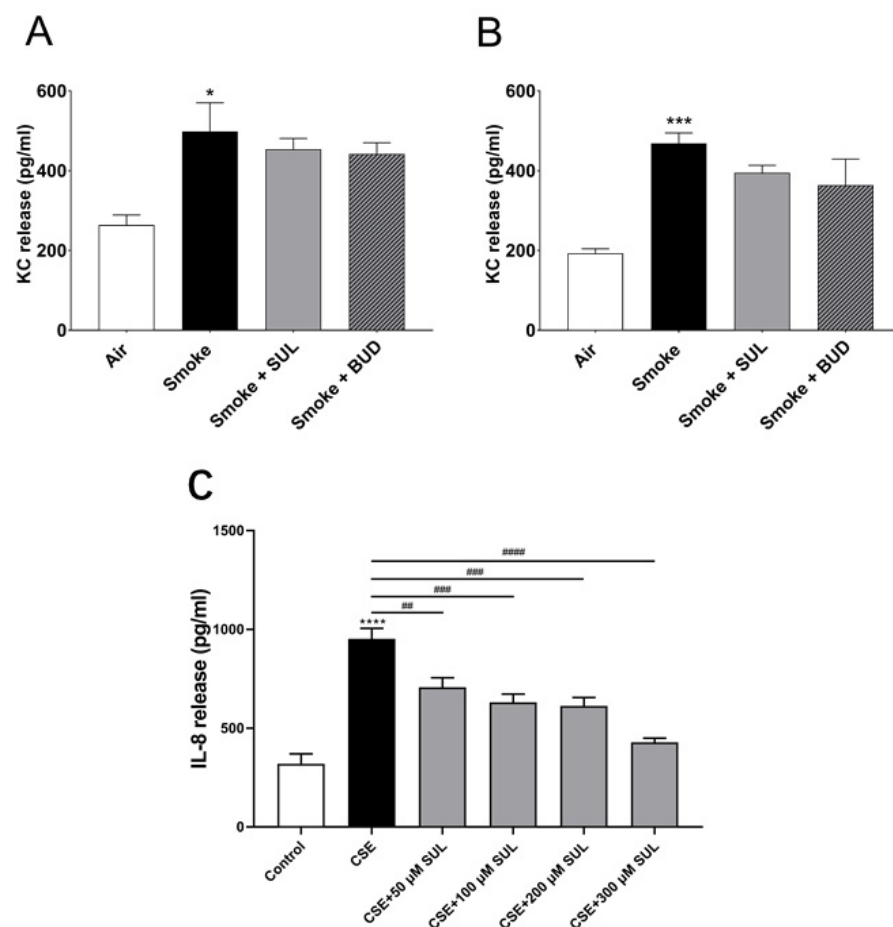 A
KC release (pg/ml)
600
400
200
0
*
Air
Smoke
Smoke + SUL
Smoke + BUD
B
KC release (pg/ml)
600
400
200
0
***
Air
Smoke
Smoke + SUL
Smoke + BUD
C
IL-8 release (pg/ml)
1500
1000
500
0
####
###
###
##
****
Control
CSE
CSE+50 µM SUL
CSE+100 µM SUL
CSE+200 µM SUL
CSE+300 µM SUL